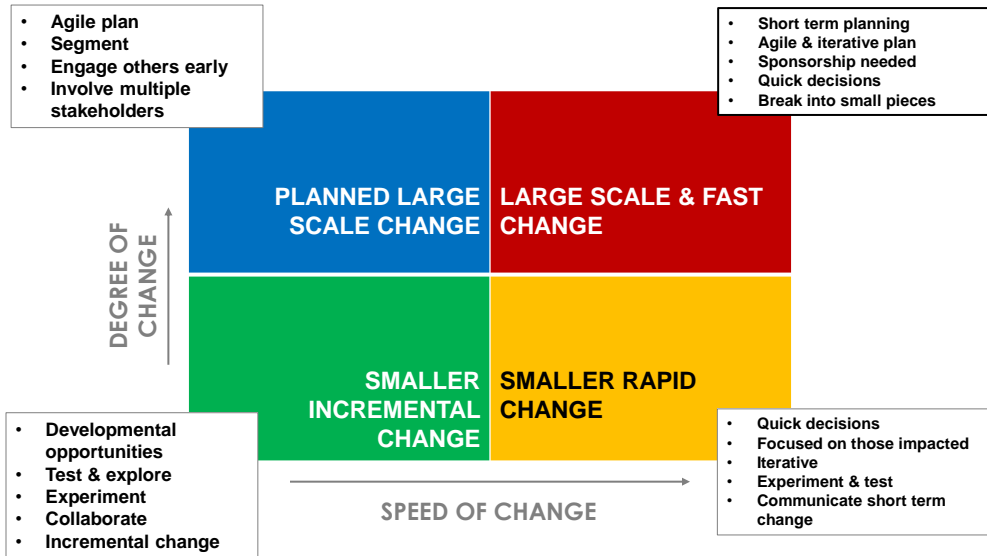 • Agile plan
• Segment
• Engage others early
• Involve multiple
stakeholders
• Short term planning
• Agile & iterative plan
• Sponsorship needed
• Quick decisions
• Break into small pieces
PLANNED LARGE
SCALE CHANGE
LARGE SCALE & FAST
CHANGE
DEGREE OF
CHANGE
SMALLER
INCREMENTAL
CHANGE
SMALLER RAPID
CHANGE
• Developmental
opportunities
• Test & explore
• Experiment
• Collaborate
• Incremental change
• Quick decisions
• Focused on those impacted
• Iterative
• Experiment & test
• Communicate short term
change
SPEED OF CHANGE